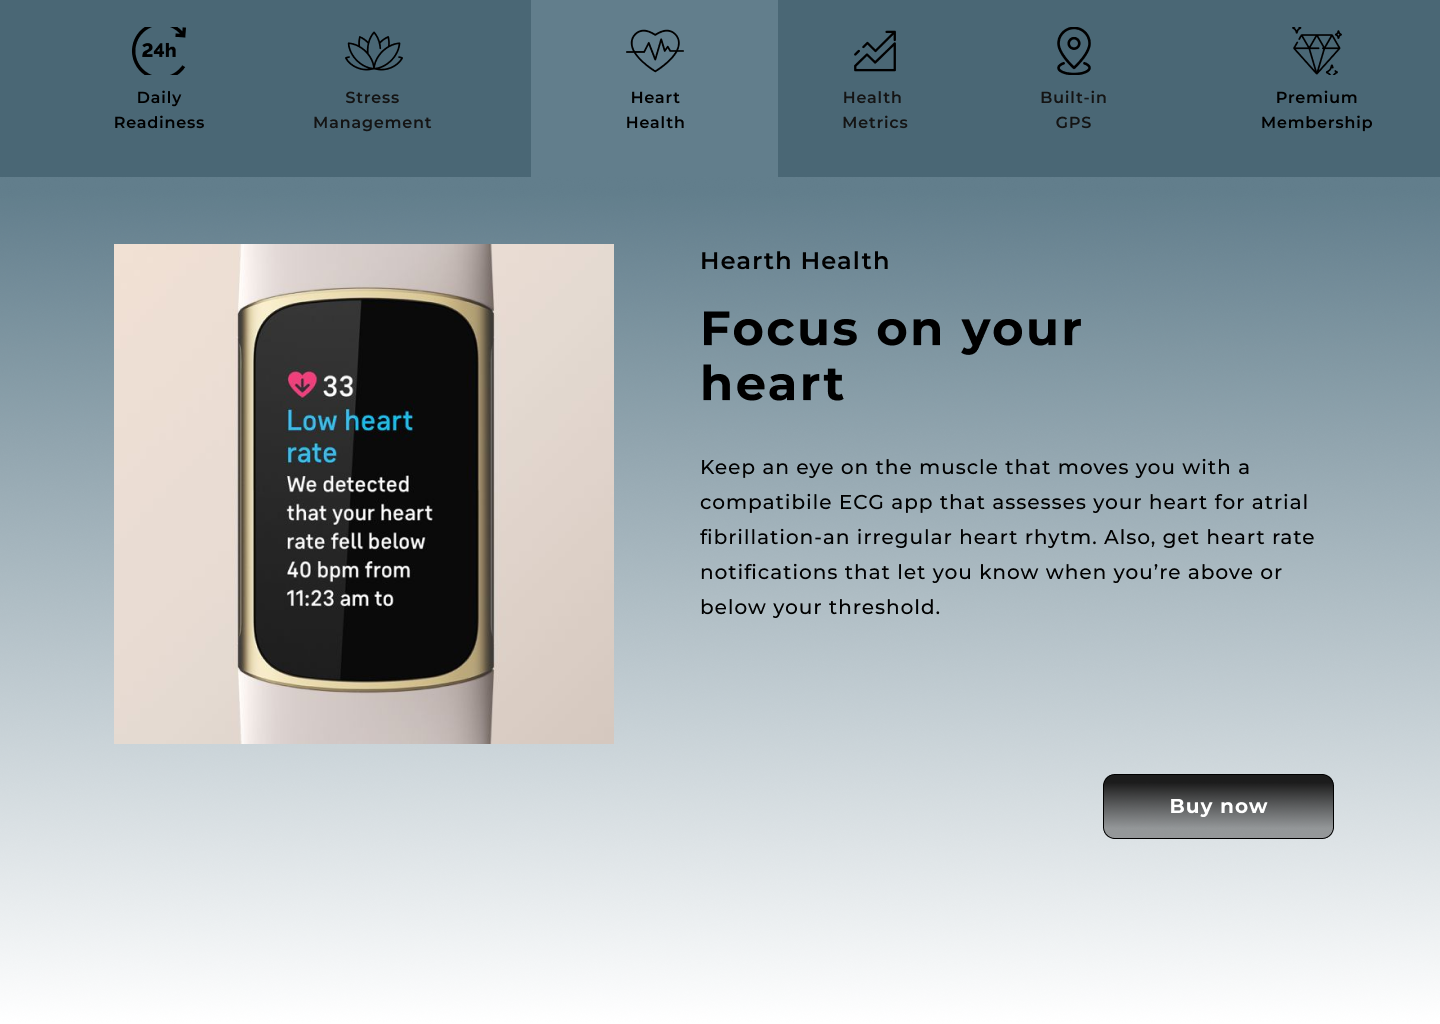 24h
Daily
Readiness
Stress
Management
Heart
Health
Health
Metrics
Built-in
GPS
Premium
Membership
33
Low heart
rate
We detected
that your heart
rate fell below
40 bpm from
11:23 am to
Hearth Health
Focus on your
heart
Keep an eye on the muscle that moves you with a
compatibile ECG app that assesses your heart for atrial
fibrillation-an irregular heart rhytm. Also, get heart rate
notifications that let you know when you’re above or
below your threshold.
Buy now